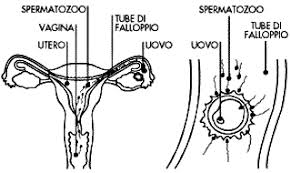 SPERMATOZOO
VAGINA
UTERO
TUBE DI
FALLOPPIO
UOVO
SPERMATOZOO
UOVO
TUBE DI
FALLOPPIO